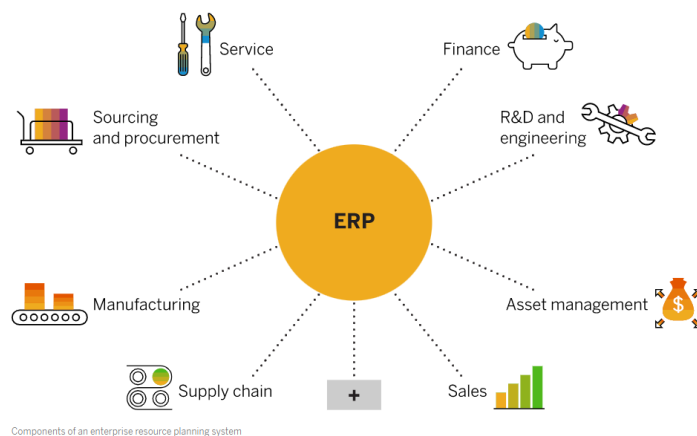 Service
Finance
Sourcing
and procurement
R&D and
engineering
ERP
Manufacturing
Asset management
$
Supply chain
+
Sales
Components of an enterprise resource planning system